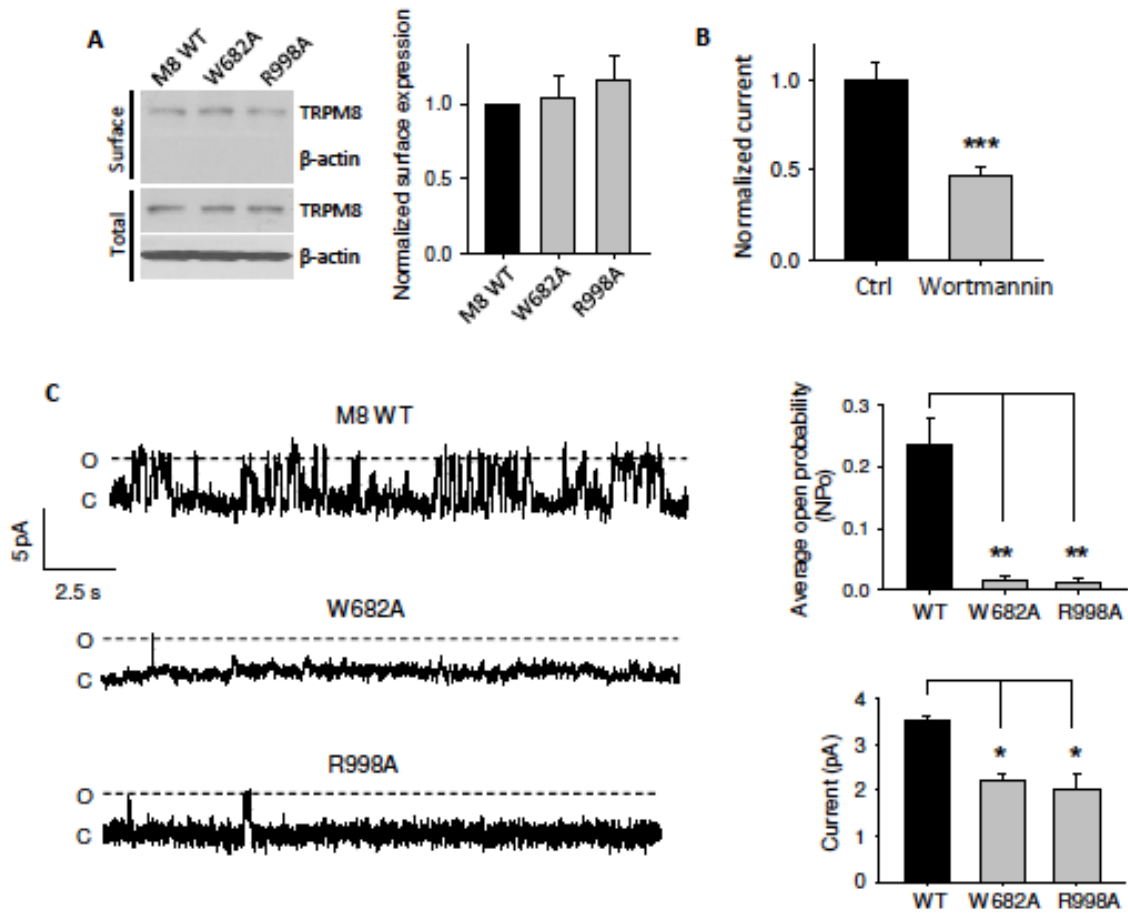 A
M8 WT
W682A
R998A
Surface
TRPM8
β-actin
Total
TRPM8
β-actin
Normalized surface expression
1.0
0.5
0.0
M8 WT
W682A
R998A
B
Normalized current
1.0
0.5
0.0
***
Ctrl Wortmannin
C
M8 WT
O
C
5 pA
2.5 s
W682A
O
C
R998A
O
C
Average open probability
(NPo)
0.3
0.2
0.1
0.0
** **
WT W682A R998A
Current (pA)
4
3
2
1
0
* *
WT W682A R998A